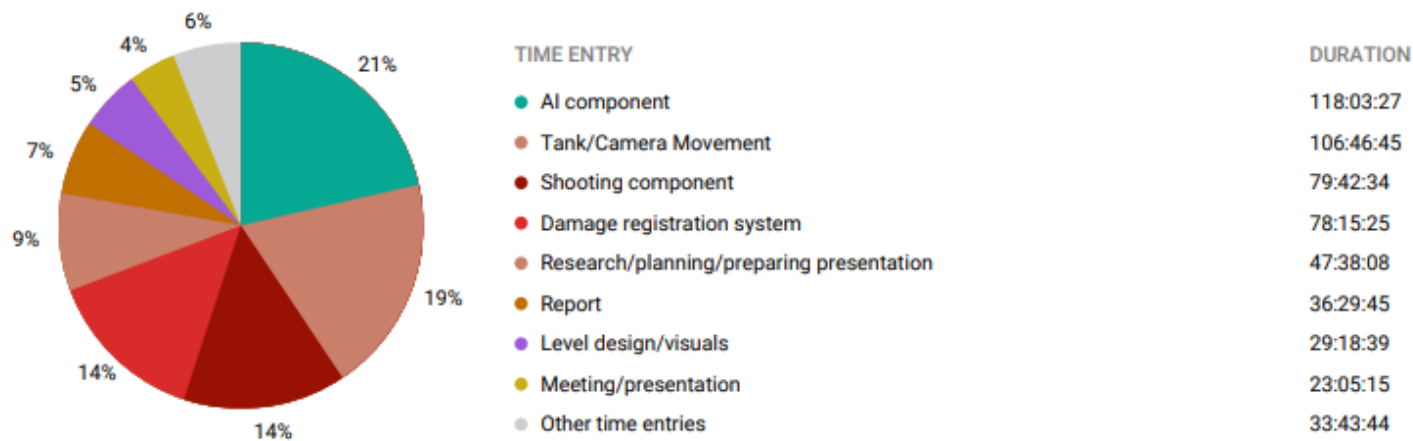 6%
4%
21%
5%
7%
9%
19%
14%
14%
TIME ENTRY DURATION
AI component 118:03:27
Tank/Camera Movement 106:46:45
Shooting component 79:42:34
Damage registration system 78:15:25
Research/planning/preparing presentation 47:38:08
Report 36:29:45
Level design/visuals 29:18:39
Meeting/presentation 23:05:15
Other time entries 33:43:44